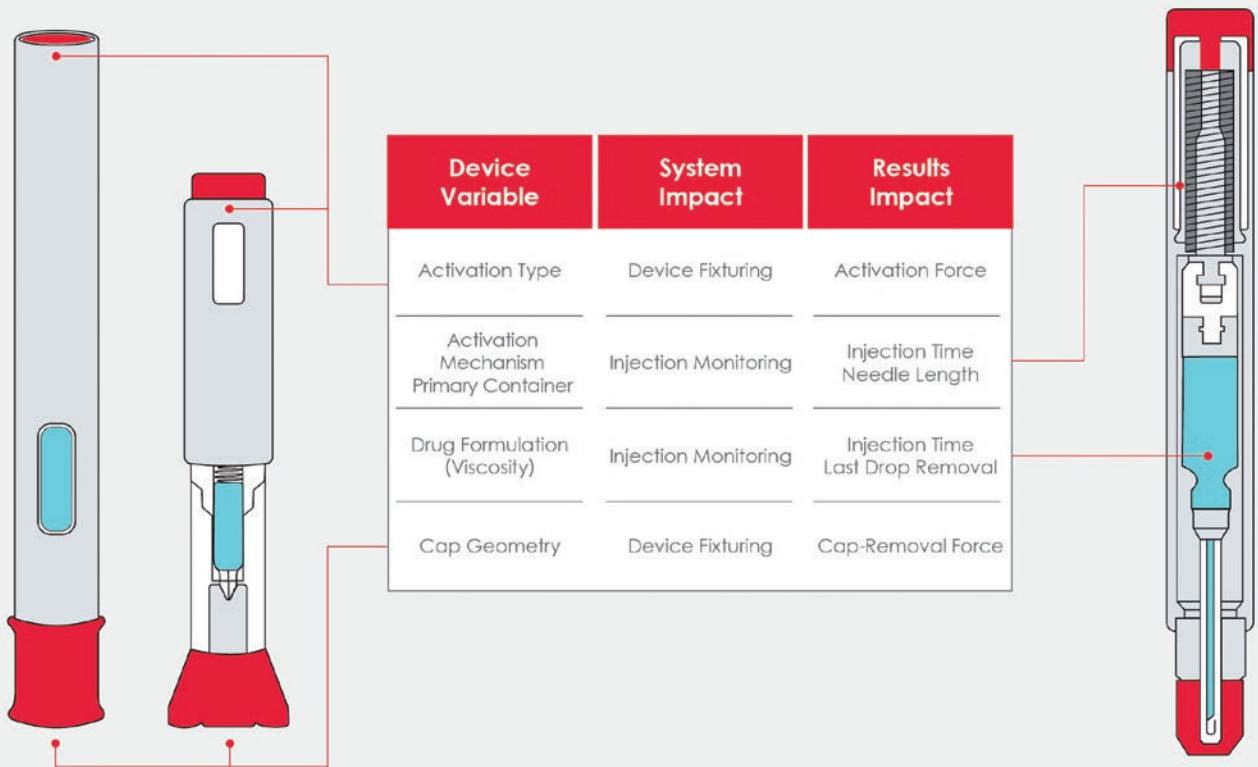 Device
Variable
System
Impact
Results
Impact
Activation Type
Device Fixturing
Activation Force
Activation
Mechanism
Primary Container
Injection Monitoring
Injection Time
Needle Length
Drug Formulation
(Viscosity)
Injection Monitoring
Injection Time
Last Drop Removal
Cap Geometry
Device Fixturing
Cap-Removal Force